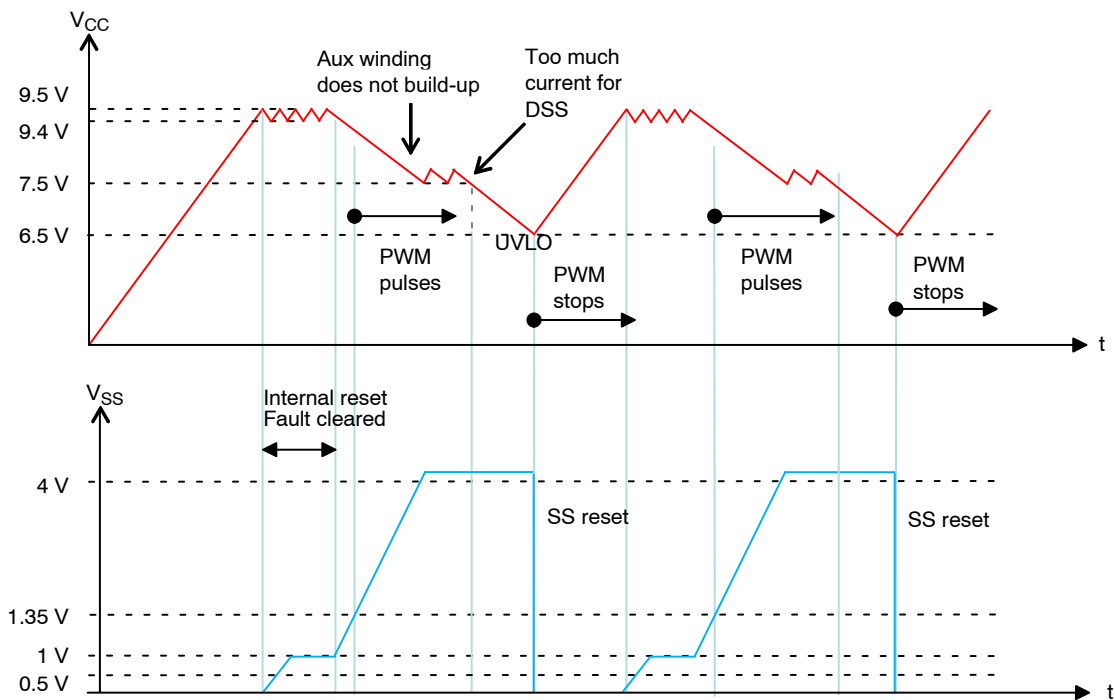 VCC
Aux winding
does not build-up
Too much
current for
DSS
9.5 V
9.4 V
7.5 V
6.5 V
UVLO
PWM
pulses
PWM
stops
PWM
pulses
PWM
stops
t
VSS
Internal reset
Fault cleared
4 V
SS reset
SS reset
1.35 V
1 V
0.5 V
t